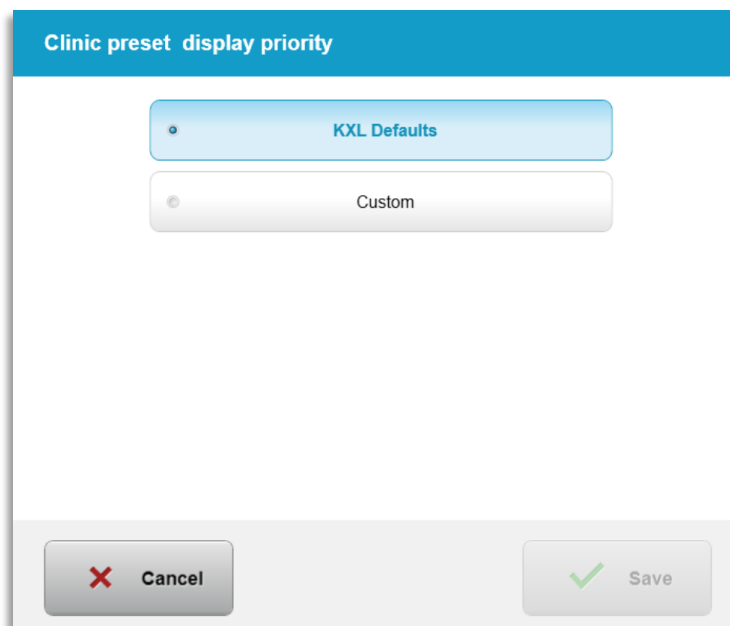 Clinic preset display priority
KXL Defaults
Custom
Cancel
Save